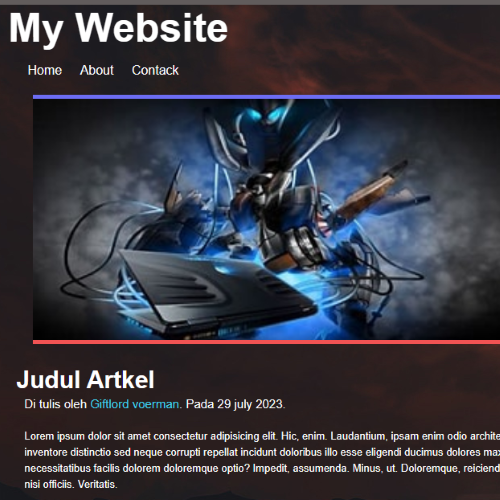 My Website
Home About Contack
Judul Artkel
Di tulis oleh Giftlord voerman. Pada 29 july 2023.
Lorem ipsum dolor sit amet consectetur adipisicing elit. Hic, enim. Laudantium, ipsam enim odio archite
inventore distinctio sed neque corrupti repellat incidunt doloribus illo esse eligendi ducimus dolores max
necessitatibus facilis dolorem doloremque optio? Impedit, assumenda. Minus, ut. Doloremque, reiciend
nisi officiis. Veritatis.